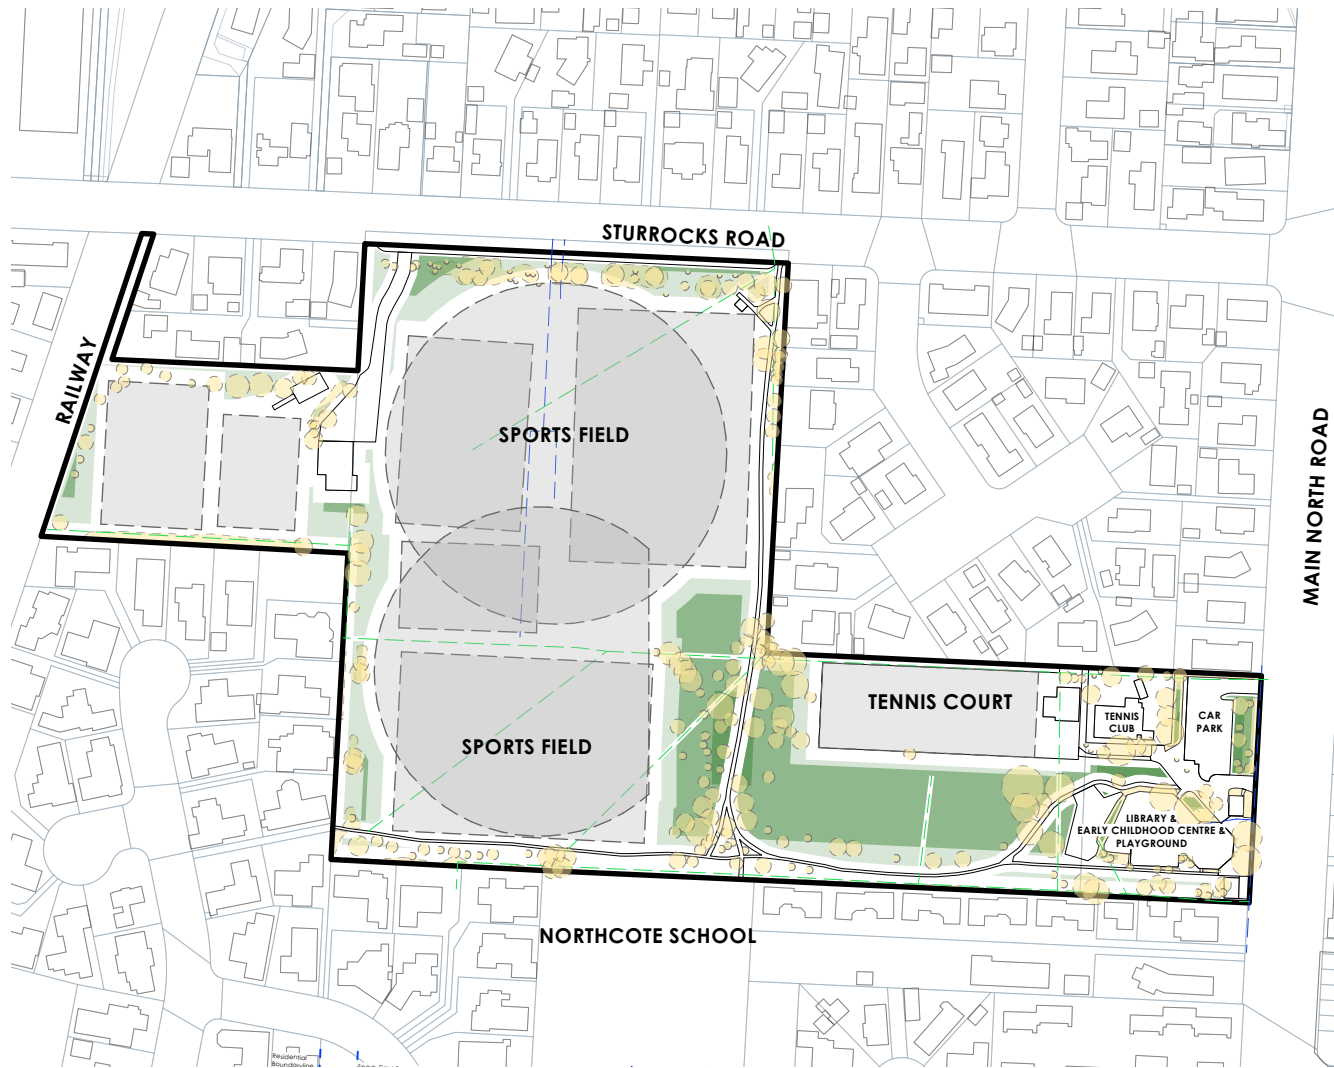 STURROCKS ROAD
RAILWAY
SPORTS FIELD
MAIN NORTH ROAD
TENNIS COURT
TENNIS
CLUB
CAR
PARK
SPORTS FIELD
LIBRARY &
EARLY CHILDHOOD CENTRE &
PLAYGROUND
NORTHCOTE SCHOOL
Residential
Boundaryline